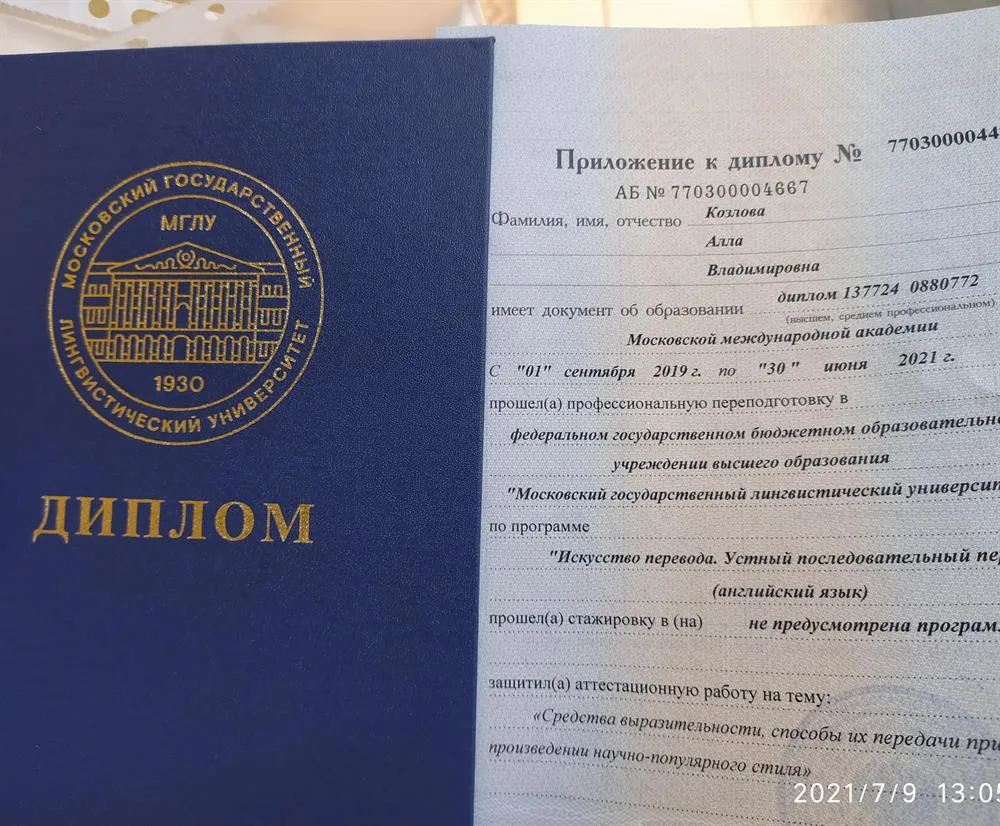 МОСКОВСКИЙ ГОСУДАРСТВЕННЫЙ
ЛИНГВИСТИЧЕСКИЙ УНИВЕРСИТЕТ
МГЛУ
1930
ДИПЛОМ
Приложение к диплому № 7703000044
АБ № 770300004667
Фамилия, имя, отчество Козлова
Алла
Владимировна
имеет документ об образовании диплом 137724 0880772
(высшем, среднем профессиональном)
Московской международной академии
С "01" сентября 2019 г. по "30" июня 2021 г.
прошел(а) профессиональную переподготовку в
федеральном государственном бюджетном образовательно
учреждении высшего образования
"Московский государственный лингвистический университ
по программе
"Искусство перевода. Устный последовательный пер
(английский язык)
прошел(а) стажировку в (на) не предусмотрена програм
защитил(а) аттестационную работу на тему:
«Средства выразительности, способы их передачи при
произведении научно-популярного стиля»
2021/7/9 13:05